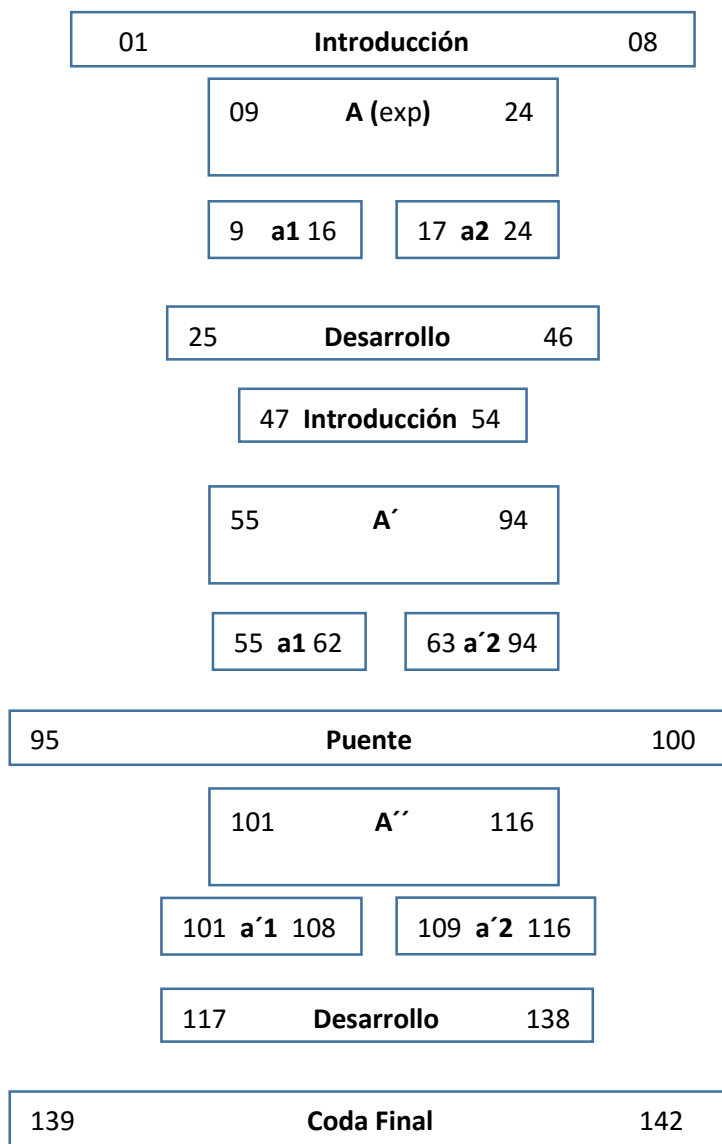 01 Introducción 08
09 A (exp) 24
9 a1 16 17 a2 24
25 Desarrollo 46
47 Introducción 54
55 A´ 94
55 a1 62 63 a´2 94
95 Puente 100
101 A´´ 116
101 a´1 108 109 a´2 116
117 Desarrollo 138
139 Coda Final 142